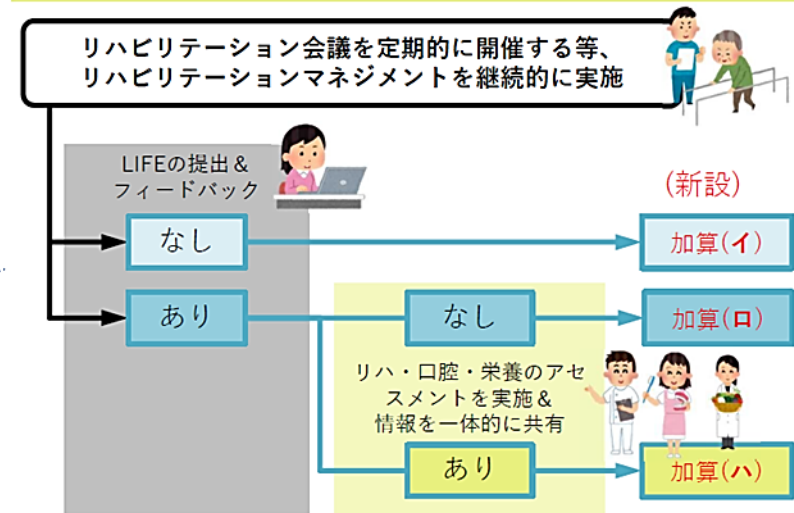 リハビリテーション会議を定期的に開催する等、
リハビリテーションマネジメントを継続的に実施
LIFEの提出＆
フィードバック
(新設)
なし
加算(イ)
あり
なし
加算(ロ)
リハ・口腔・栄養のアセ
スメントを実施＆
情報を一体的に共有
あり
加算(ハ)